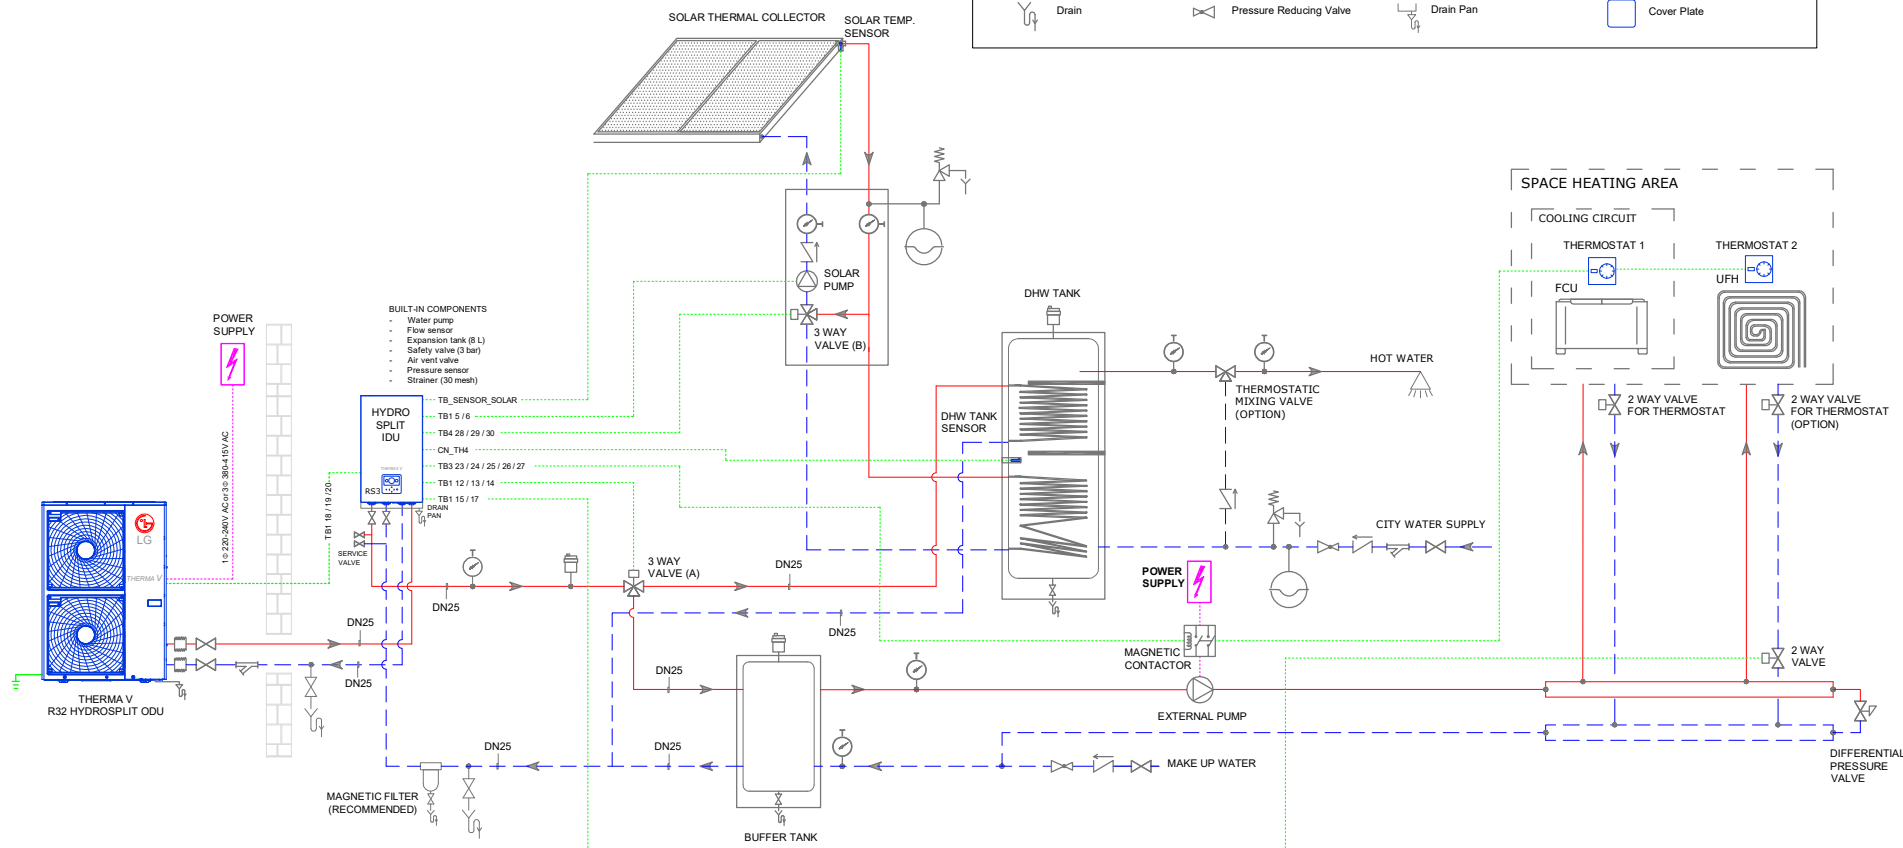 Drain
Pressure Reducing Valve
Drain Pan
Cover Plate
SOLAR THERMAL COLLECTOR
SOLAR TEMP.
SENSOR
SPACE HEATING AREA
COOLING CIRCUIT
THERMOSTAT 1
THERMOSTAT 2
FCU
UFH
SOLAR
PUMP
3 WAY
VALVE (B)
DHW TANK
BUILT-IN COMPONENTS
- Water pump
- Flow sensor
- Expansion tank (8 L)
- Safety valve (3 bar)
- Air vent valve
- Pressure sensor
- Strainer (30 mesh)
POWER
SUPPLY
HOT WATER
THERMOSTATIC
MIXING VALVE
(OPTION)
2 WAY VALVE
FOR THERMOSTAT
2 WAY VALVE
FOR THERMOSTAT
(OPTION)
HYDRO
SPLIT
IDU
THERMA V
RS3
TB_SENSOR_SOLAR
TB1 5 / 6
TB4 28 / 29 / 30
CN_TH4
TB3 23 / 24 / 25 / 26 / 27
TB1 12 / 13 / 14
TB1 15 / 17
DRAIN
PAN
DHW TANK
SENSOR
1Φ 220-240V AC or 3Φ 380-415V AC
TB1 18 / 19 / 20
SERVICE
VALVE
LG
THERMA V
CITY WATER SUPPLY
3 WAY
VALVE (A)
DN25
DN25
DN25
DN25
DN25
POWER
SUPPLY
MAGNETIC
CONTACTOR
DN25
2 WAY
VALVE
THERMA V
R32 HYDROSPLIT ODU
EXTERNAL PUMP
DN25
DN25
MAKE UP WATER
DIFFERENTIAL
PRESSURE
VALVE
MAGNETIC FILTER
(RECOMMENDED)
BUFFER TANK